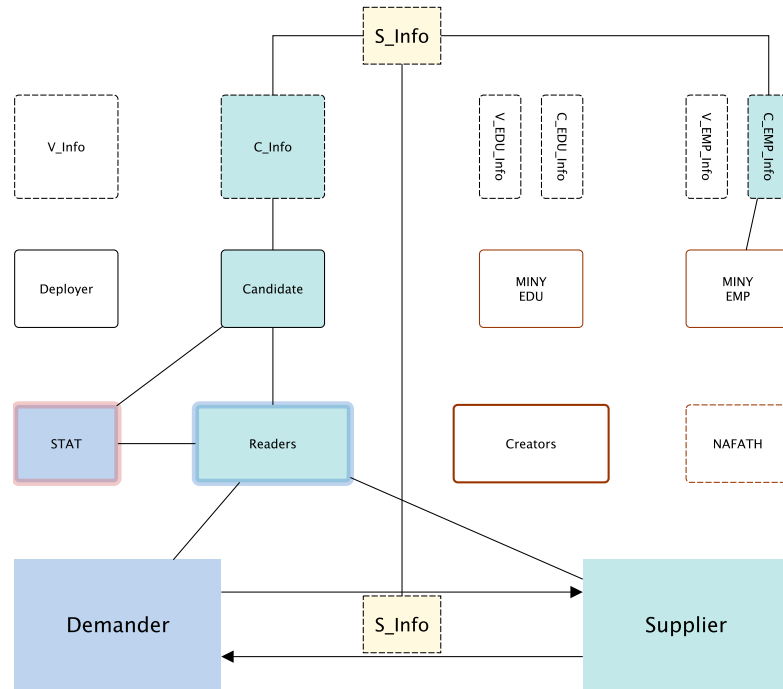 S_Info
V_Info
C_Info
V_EDU_Info
C_EDU_Info
V_EMP_Info
C_EMP_Info
Deployer
Candidate
MINY
EDU
MINY
EMP
STAT
Readers
Creators
NAFATH
Demander
S_Info
Supplier